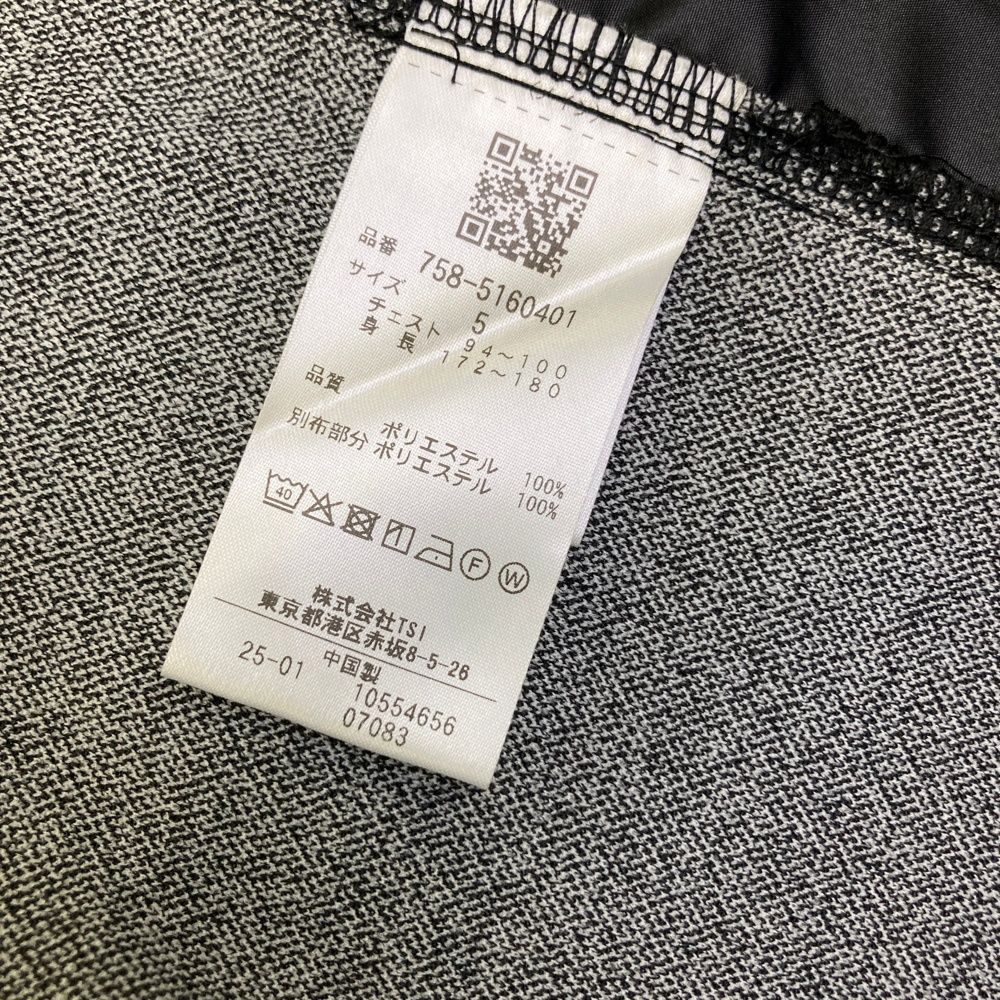 品番 758-5160401
サイズ 5
チェスト 94～100
身長 172～180
品質
ポリエステル 100%
別布部分 ポリエステル 100%
40 F W
株式会社TSI
東京都港区赤坂8-5-26
中国製
25-01 10554656
07083